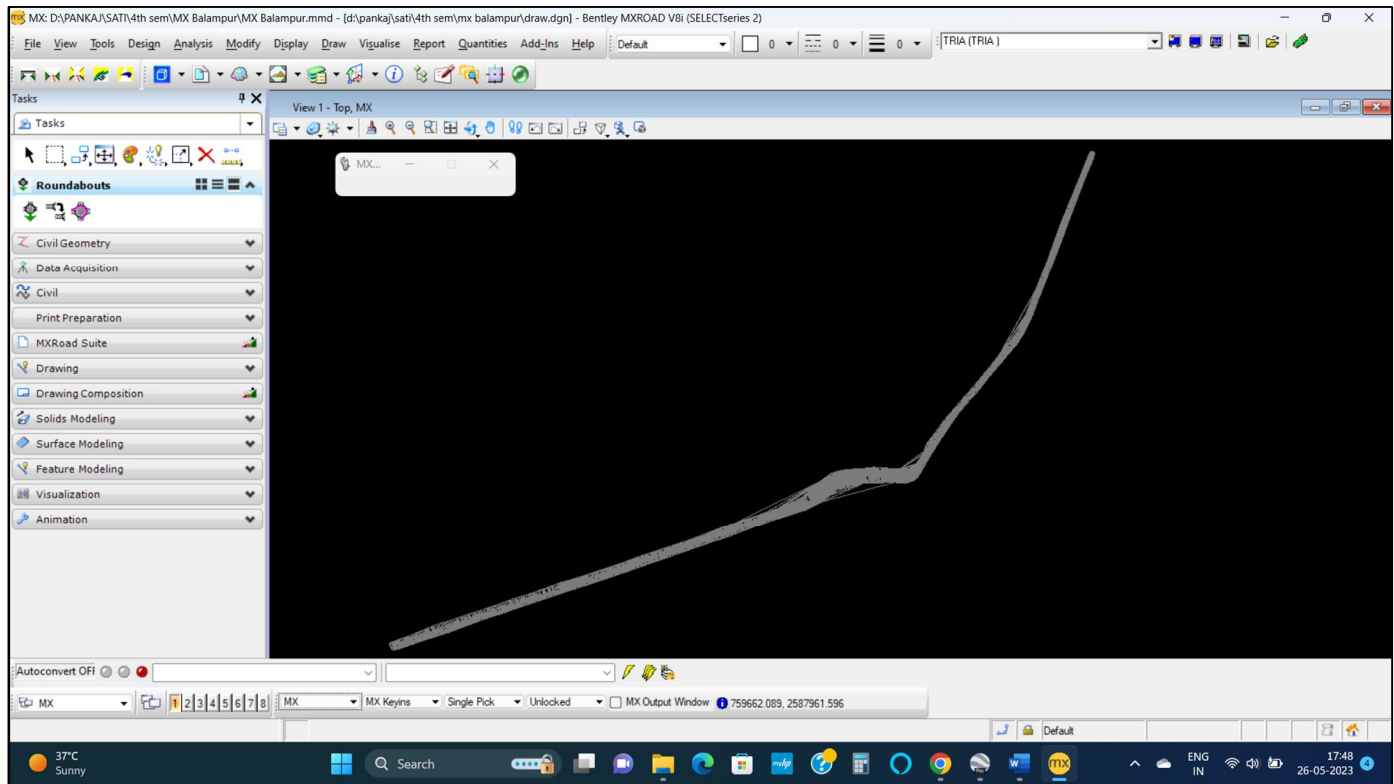 MX: D:\PANKAJ\SATI\4th sem\MX Balampur\MX Balampur.mmd - [d:\pankaj\sati\4th sem\mx balampur\draw.dgn] - Bentley MXROAD V8i (SELECTseries 2)
File View Tools Design Analysis Modify Display Draw Visualise Report Quantities Add-Ins Help Default 0 0 0 TRIA (TRIA )
Tasks
View 1 - Top, MX
Tasks
MX...
Roundabouts
Civil Geometry
Data Acquisition
Civil
Print Preparation
MXRoad Suite
Drawing
Drawing Composition
Solids Modeling
Surface Modeling
Feature Modeling
Visualization
Animation
Autoconvert OFF
MX 1 2 3 4 5 6 7 8 MX MX Keyins Single Pick Unlocked MX Output Window 759662.089, 2587961.596
Default
37°C
Sunny
Search
ENG
IN
17:48
26-05-2023
4